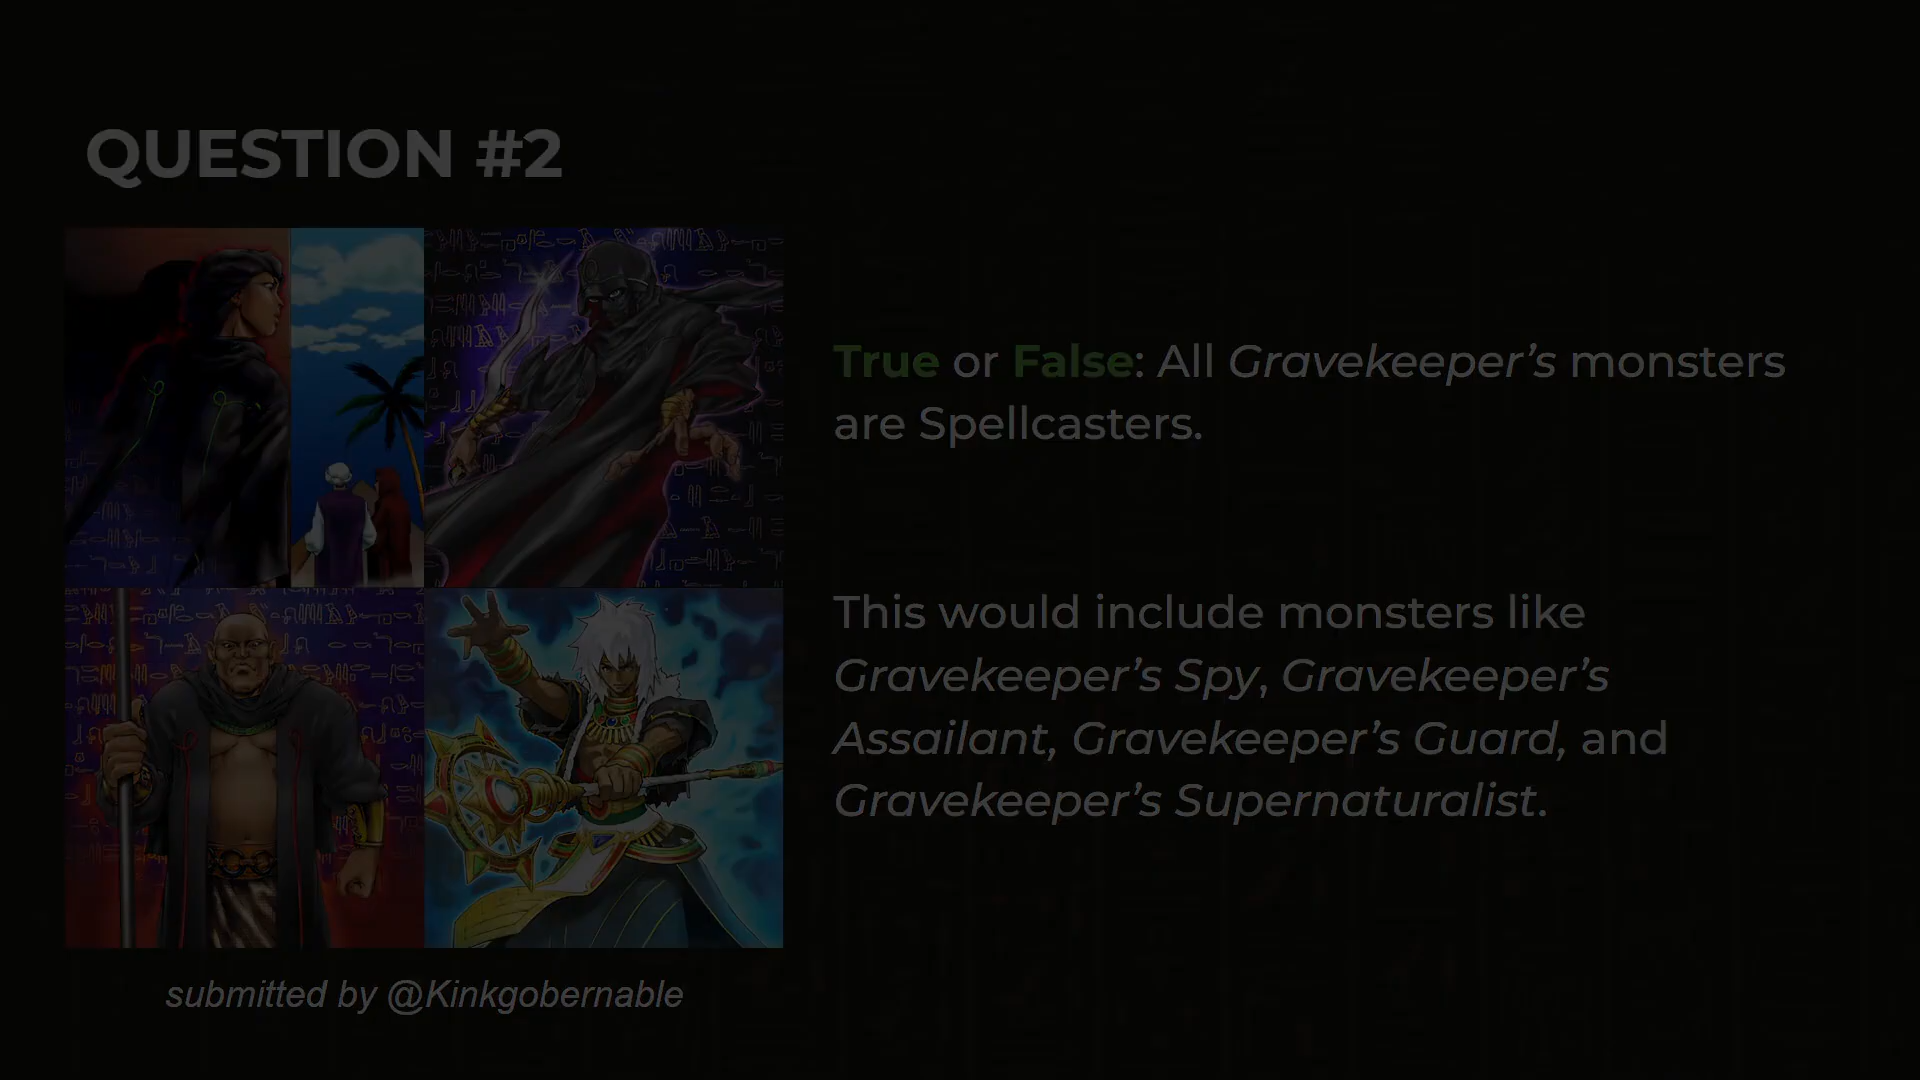 QUESTION #2
True or False: All Gravekeeper’s monsters
are Spellcasters.
This would include monsters like
Gravekeeper’s Spy, Gravekeeper’s
Assailant, Gravekeeper’s Guard, and
Gravekeeper’s Supernaturalist.
submitted by @Kinkgobernable